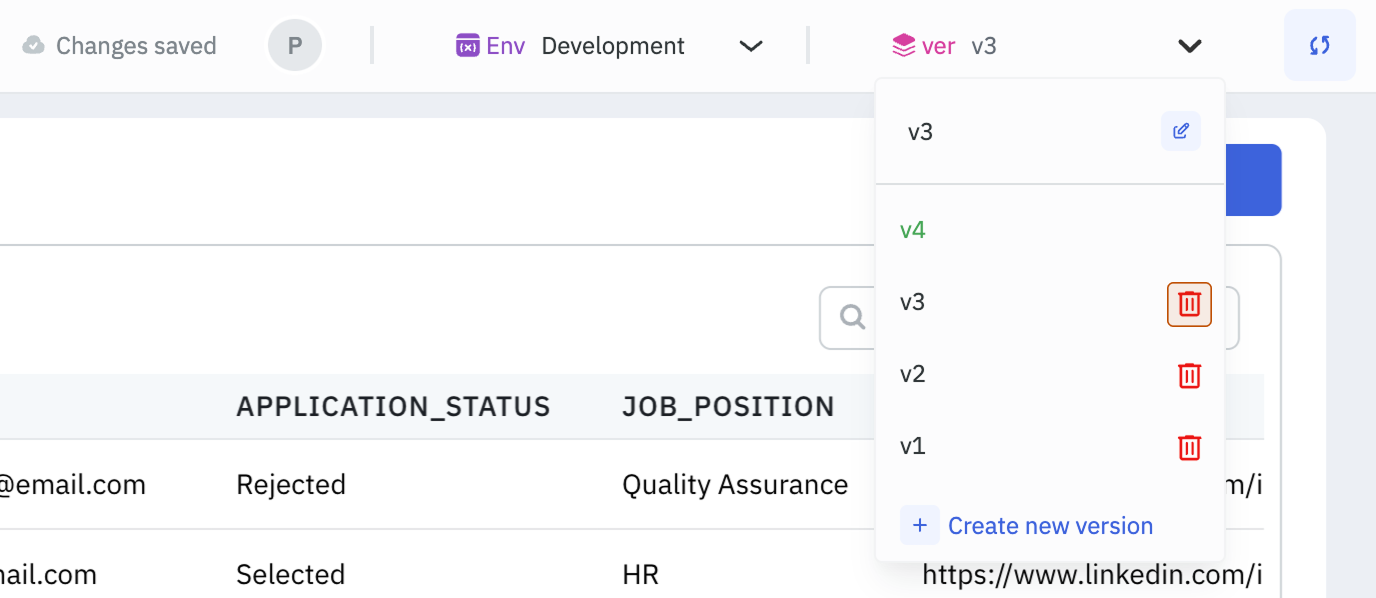 Changes saved P Env Development ver v3
v3
v4
v3
v2
v1
Create new version
APPLICATION_STATUS JOB_POSITION
@email.com Rejected Quality Assurance m/i
nail.com Selected HR https://www.linkedin.com/i